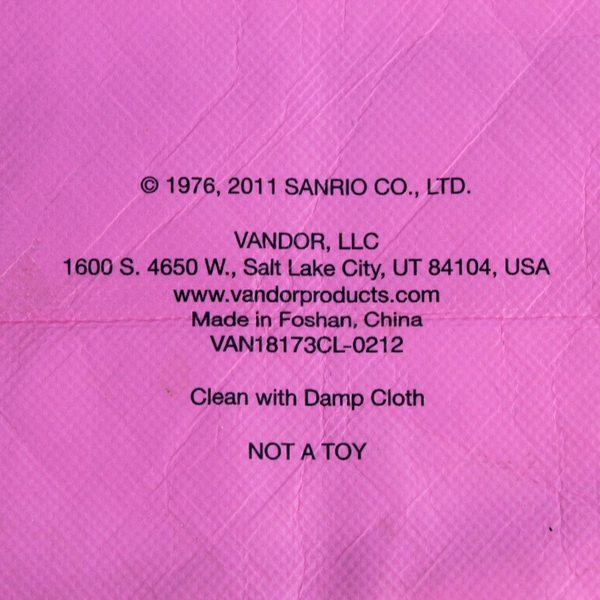 © 1976, 2011 SANRIO CO., LTD.
VANDOR, LLC
1600 S. 4650 W., Salt Lake City, UT 84104, USA
www.vandorproducts.com
Made in Foshan, China
VAN18173CL-0212
Clean with Damp Cloth
NOT A TOY